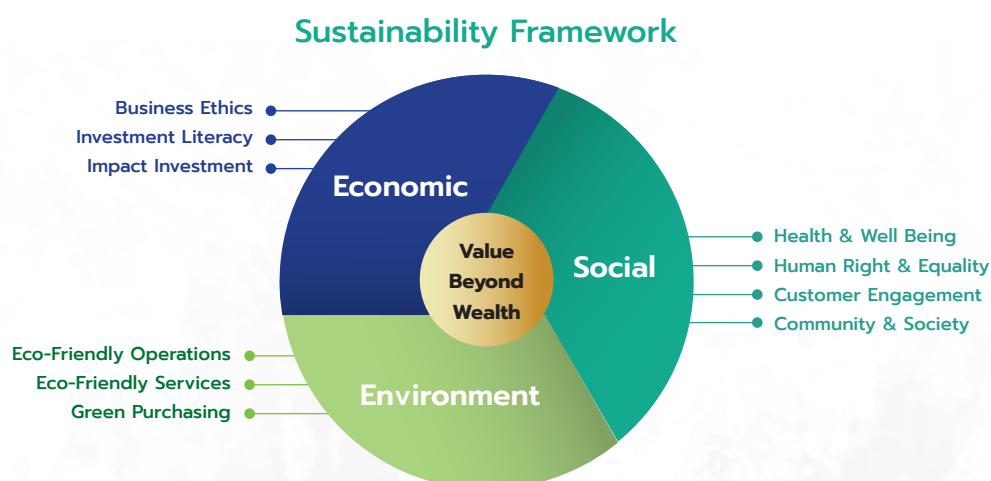 Sustainability Framework
Business Ethics
Investment Literacy
Impact Investment
Economic
Value
Beyond
Wealth
Social
Health & Well Being
Human Right & Equality
Customer Engagement
Community & Society
Eco-Friendly Operations
Eco-Friendly Services
Green Purchasing
Environment